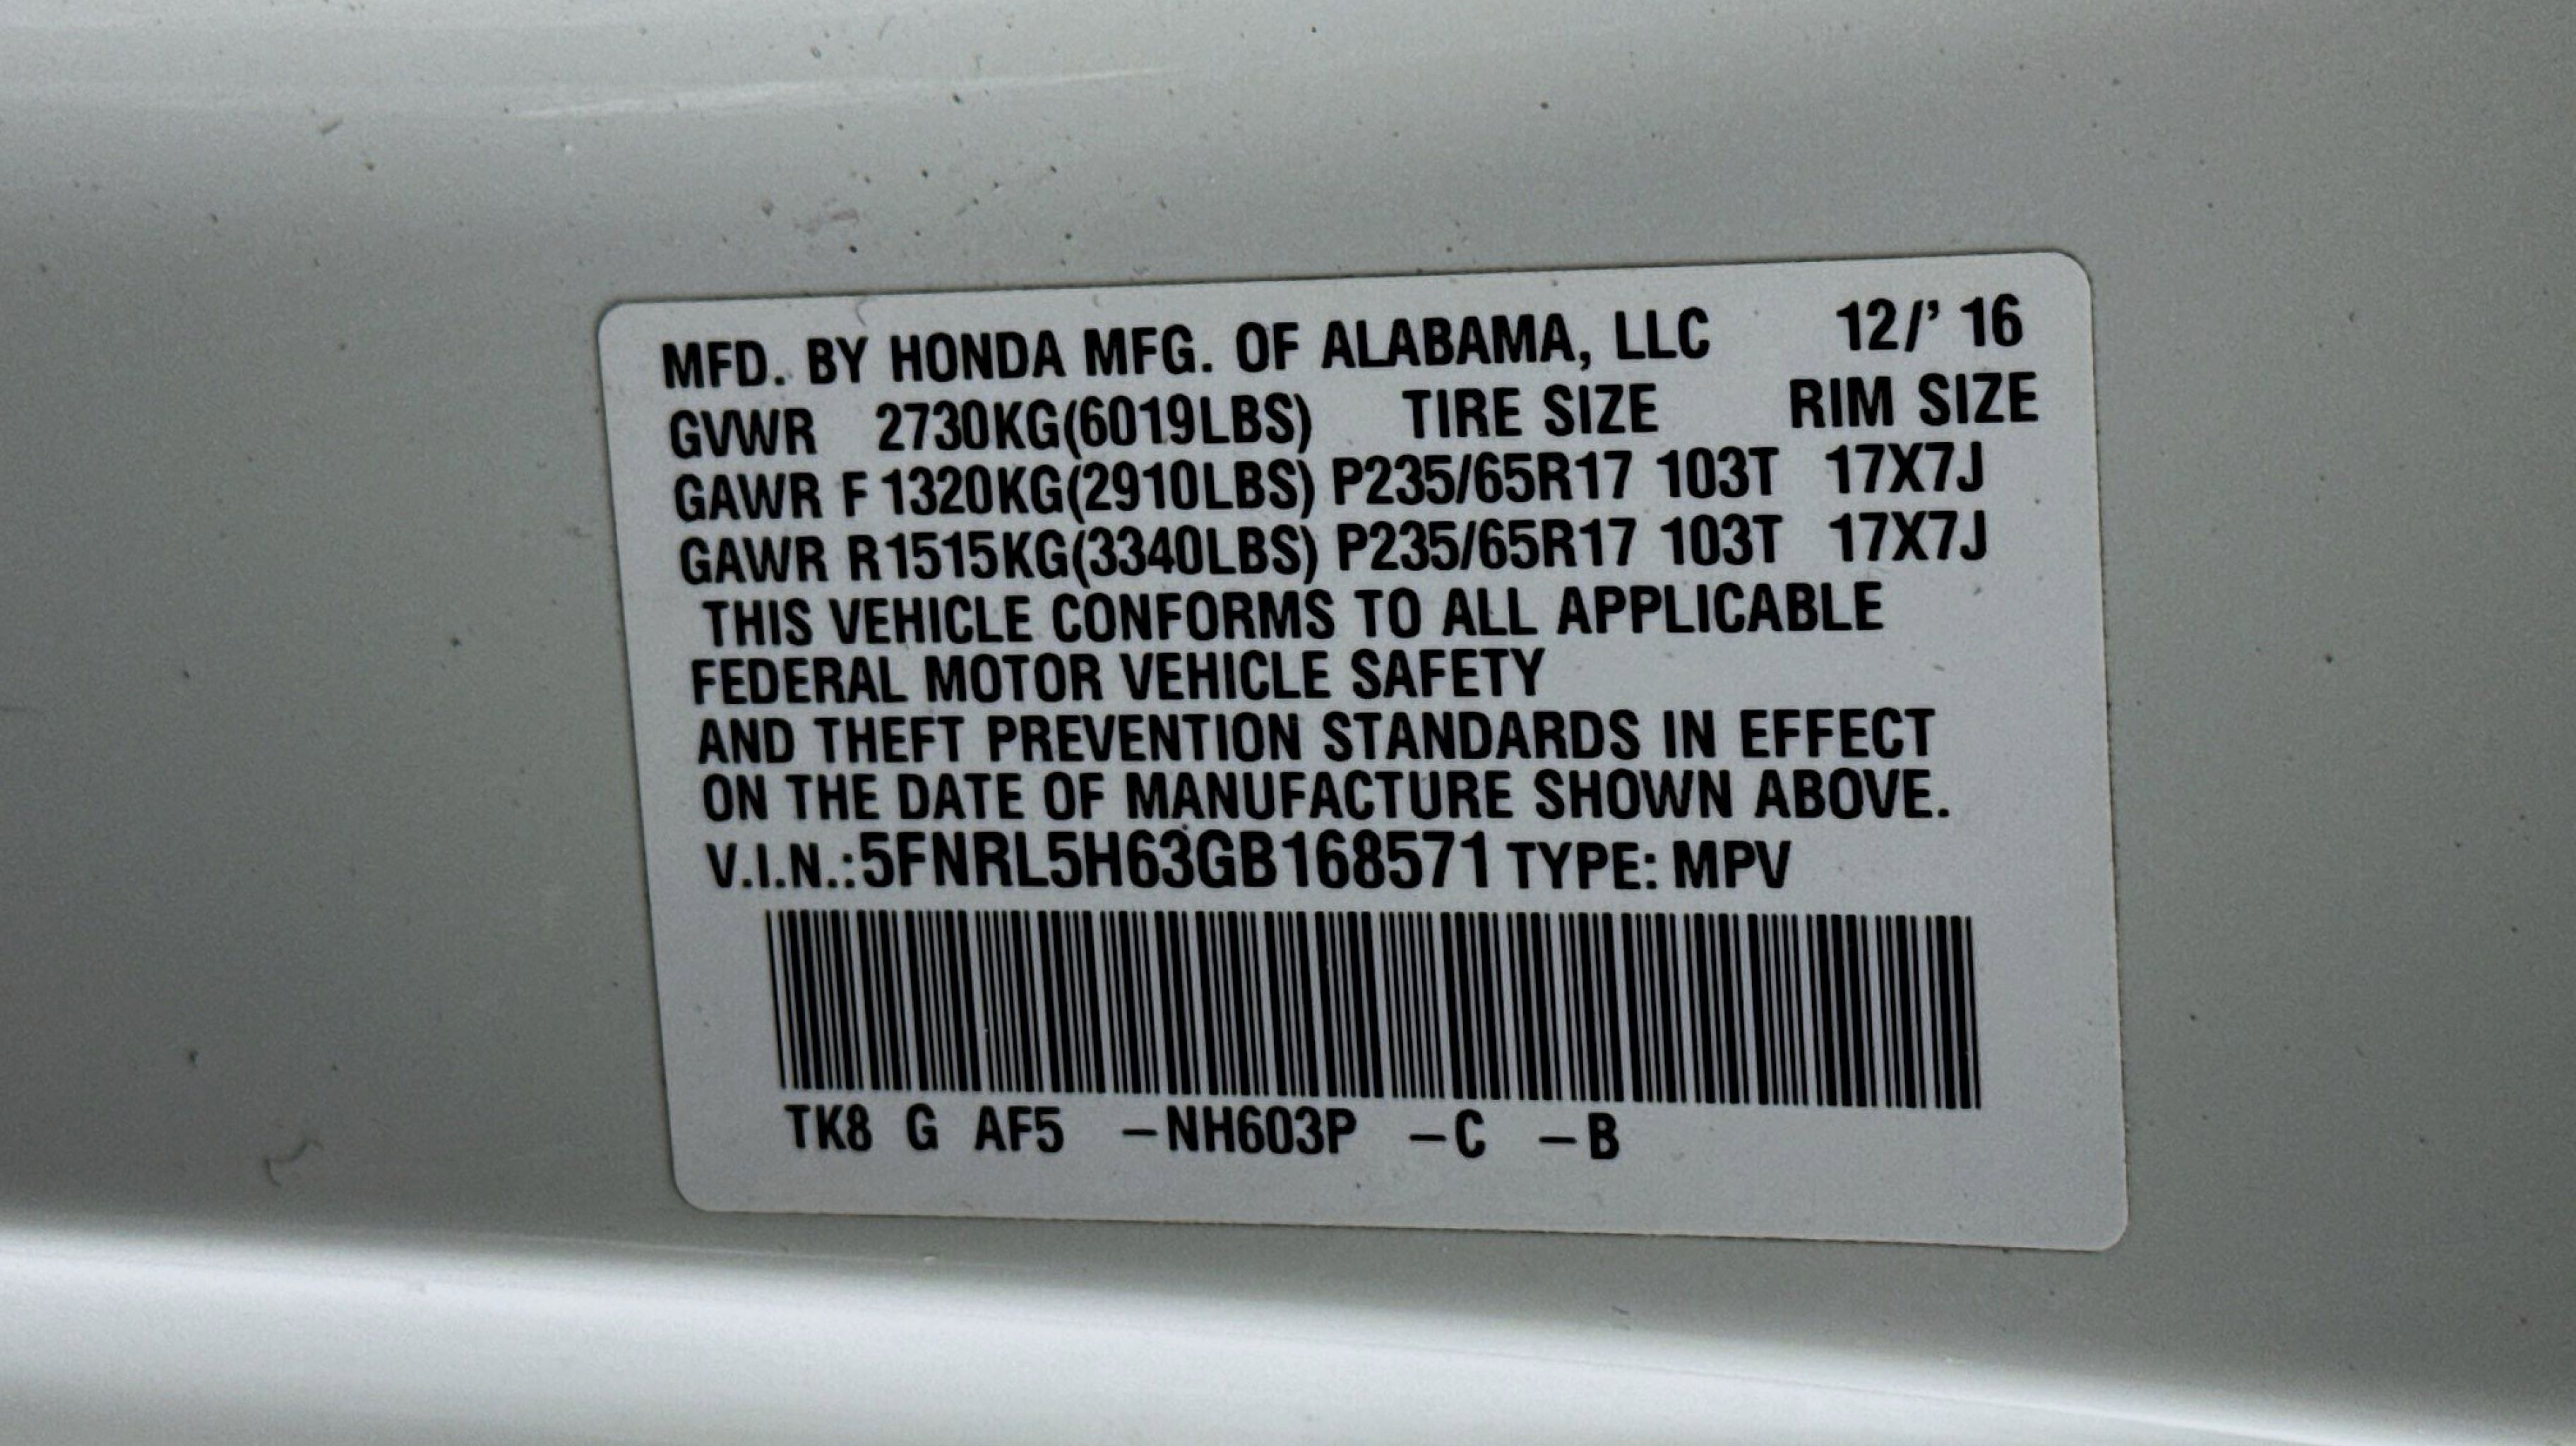 MFD. BY HONDA MFG. OF ALABAMA, LLC 12/' 16
GVWR 2730KG(6019LBS) TIRE SIZE RIM SIZE
GAWR F 1320KG(2910LBS) P235/65R17 103T 17X7J
GAWR R1515KG(3340LBS) P235/65R17 103T 17X7J
THIS VEHICLE CONFORMS TO ALL APPLICABLE
FEDERAL MOTOR VEHICLE SAFETY
AND THEFT PREVENTION STANDARDS IN EFFECT
ON THE DATE OF MANUFACTURE SHOWN ABOVE.
V.I.N.:5FNRL5H63GB168571 TYPE: MPV
TK8 G AF5 –NH603P –C –B